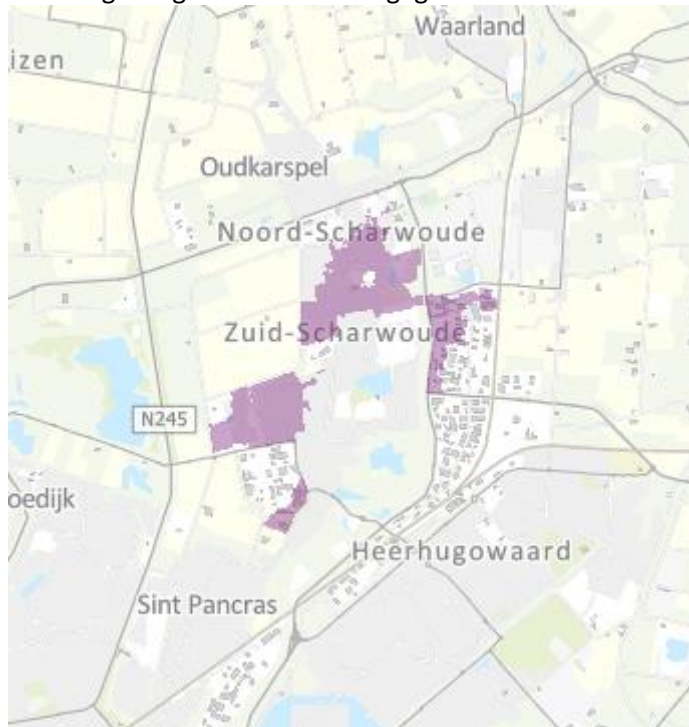 Waarland
izen
Oudkarspel
Noord-Scharwoude
Zuid-Scharwoude
N245
oedijk
Heerhugowaard
Sint Pancras